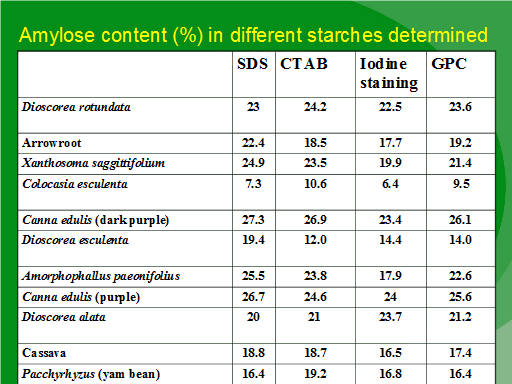 Amylose content (%) in different starches determined
SDS CTAB Iodine staining GPC
Dioscorea rotundata 23 24.2 22.5 23.6
Arrowroot 22.4 18.5 17.7 19.2
Xanthosoma saggittifolium 24.9 23.5 19.9 21.4
Colocasia esculenta 7.3 10.6 6.4 9.5
Canna edulis (dark purple) 27.3 26.9 23.4 26.1
Dioscorea esculenta 19.4 12.0 14.4 14.0
Amorphophallus paeonifolius 25.5 23.8 17.9 22.6
Canna edulis (purple) 26.7 24.6 24 25.6
Dioscorea alata 20 21 23.7 21.2
Cassava 18.8 18.7 16.5 17.4
Pacchyrhyzus (yam bean) 16.4 19.2 16.8 16.4